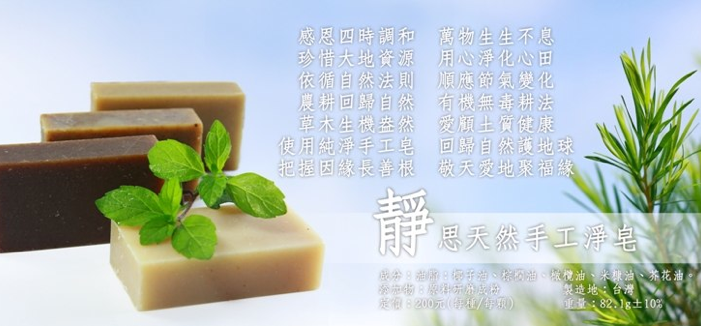 感恩四時調和　萬物生生不息
珍惜大地資源　用心淨化心田
依循自然法則　順應節氣變化
農耕回歸自然　有機無毒耕法
草木生機盎然　愛顧土質健康
使用純淨手工皂　回歸自然護地球
把握因緣長善根　敬天愛地聚福緣
靜思天然手工淨皂
成分：油脂：椰子油、棕櫚油、橄欖油、米糠油、芥花油。
製造地：台灣
定價：200元 重量：82.1g±10%